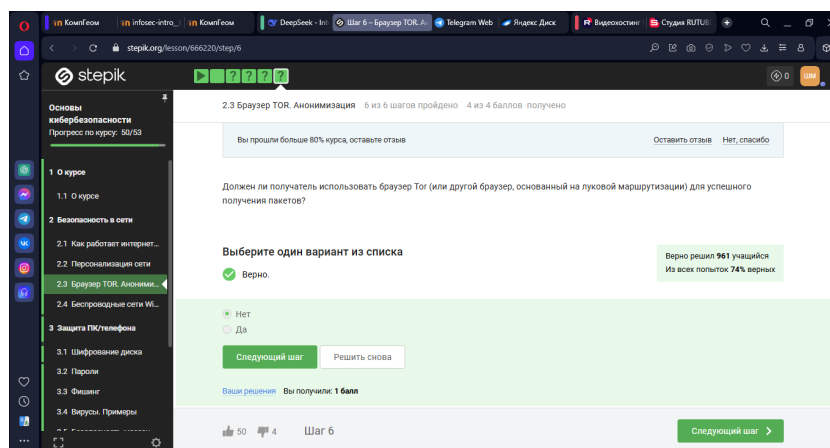 КомпГеом
infosec-intro_
КомпГеом
DeepSeek - Int
Шаг 6 – Браузер TOR. А
Telegram Web
Яндекс Диск
Видеохостинг
Студия RUTUB
stepik.org/lesson/666220/step/6
stepik
? ? ? ? ?
0
ШМ
Основы
кибербезопасности
Прогресс по курсу: 50/53
1 О курсе
1.1 О курсе
2 Безопасность в сети
2.1 Как работает интернет...
2.2 Персонализация сети
2.3 Браузер TOR. Аноними...
2.4 Беспроводные сети Wi...
3 Защита ПК/телефона
3.1 Шифрование диска
3.2 Пароли
3.3 Фишинг
3.4 Вирусы. Примеры
2.3 Браузер TOR. Анонимизация 6 из 6 шагов пройдено 4 из 4 баллов получено
Вы прошли больше 80% курса, оставьте отзыв
Оставить отзыв Нет, спасибо
Должен ли получатель использовать браузер Tor (или другой браузер, основанный на луковой маршрутизации) для успешного
получения пакетов?
Выберите один вариант из списка
Верно.
Верно решил 961 учащийся
Из всех попыток 74% верных
Нет
Да
Следующий шаг
Решить снова
Ваши решения Вы получили: 1 балл
50 4 Шаг 6
Следующий шаг